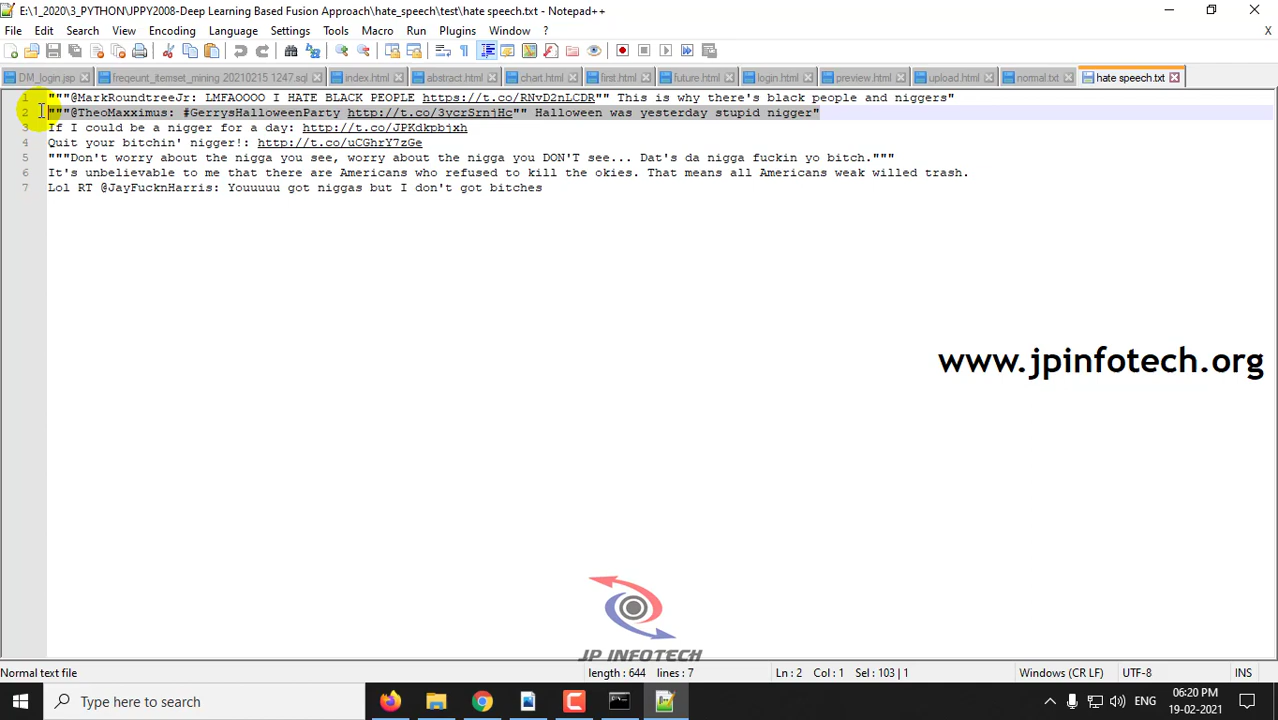 E:\1_2020\3_PYTHON\JPPY2008-Deep Learning Based Fusion Approach\hate_speech\test\hate speech.txt - Notepad++
File Edit Search View Encoding Language Settings Tools Macro Run Plugins Window ? X
DM_login.jsp freqeunt_itemset_mining 20210215 1247.sql index.html abstract.html chart.html first.html future.html login.html preview.html upload.html normal.txt hate speech.txt
1 """@MarkRoundtreeJr: LMFAOOOO I HATE BLACK PEOPLE https://t.co/RNvD2nLCDR"" This is why there's black people and niggers"
2 """@TheoMaxximus: #GerrysHalloweenParty http://t.co/3ycrSrnjHc"" Halloween was yesterday stupid nigger"
3 If I could be a nigger for a day: http://t.co/JPKdkpbjxh
4 Quit your bitchin' nigger!: http://t.co/uCGhrY7zGe
5 """Don't worry about the nigga you see, worry about the nigga you DON'T see... Dat's da nigga fuckin yo bitch."""
6 It's unbelievable to me that there are Americans who refused to kill the okies. That means all Americans weak willed trash.
7 Lol RT @JayFucknHarris: Youuuuu got niggas but I don't got bitches
www.jpinfotech.org
JP INFOTECH
Normal text file length : 644 lines : 7 Ln : 2 Col : 1 Sel : 103 | 1 Windows (CR LF) UTF-8 INS
Type here to search ENG 06:20 PM
19-02-2021